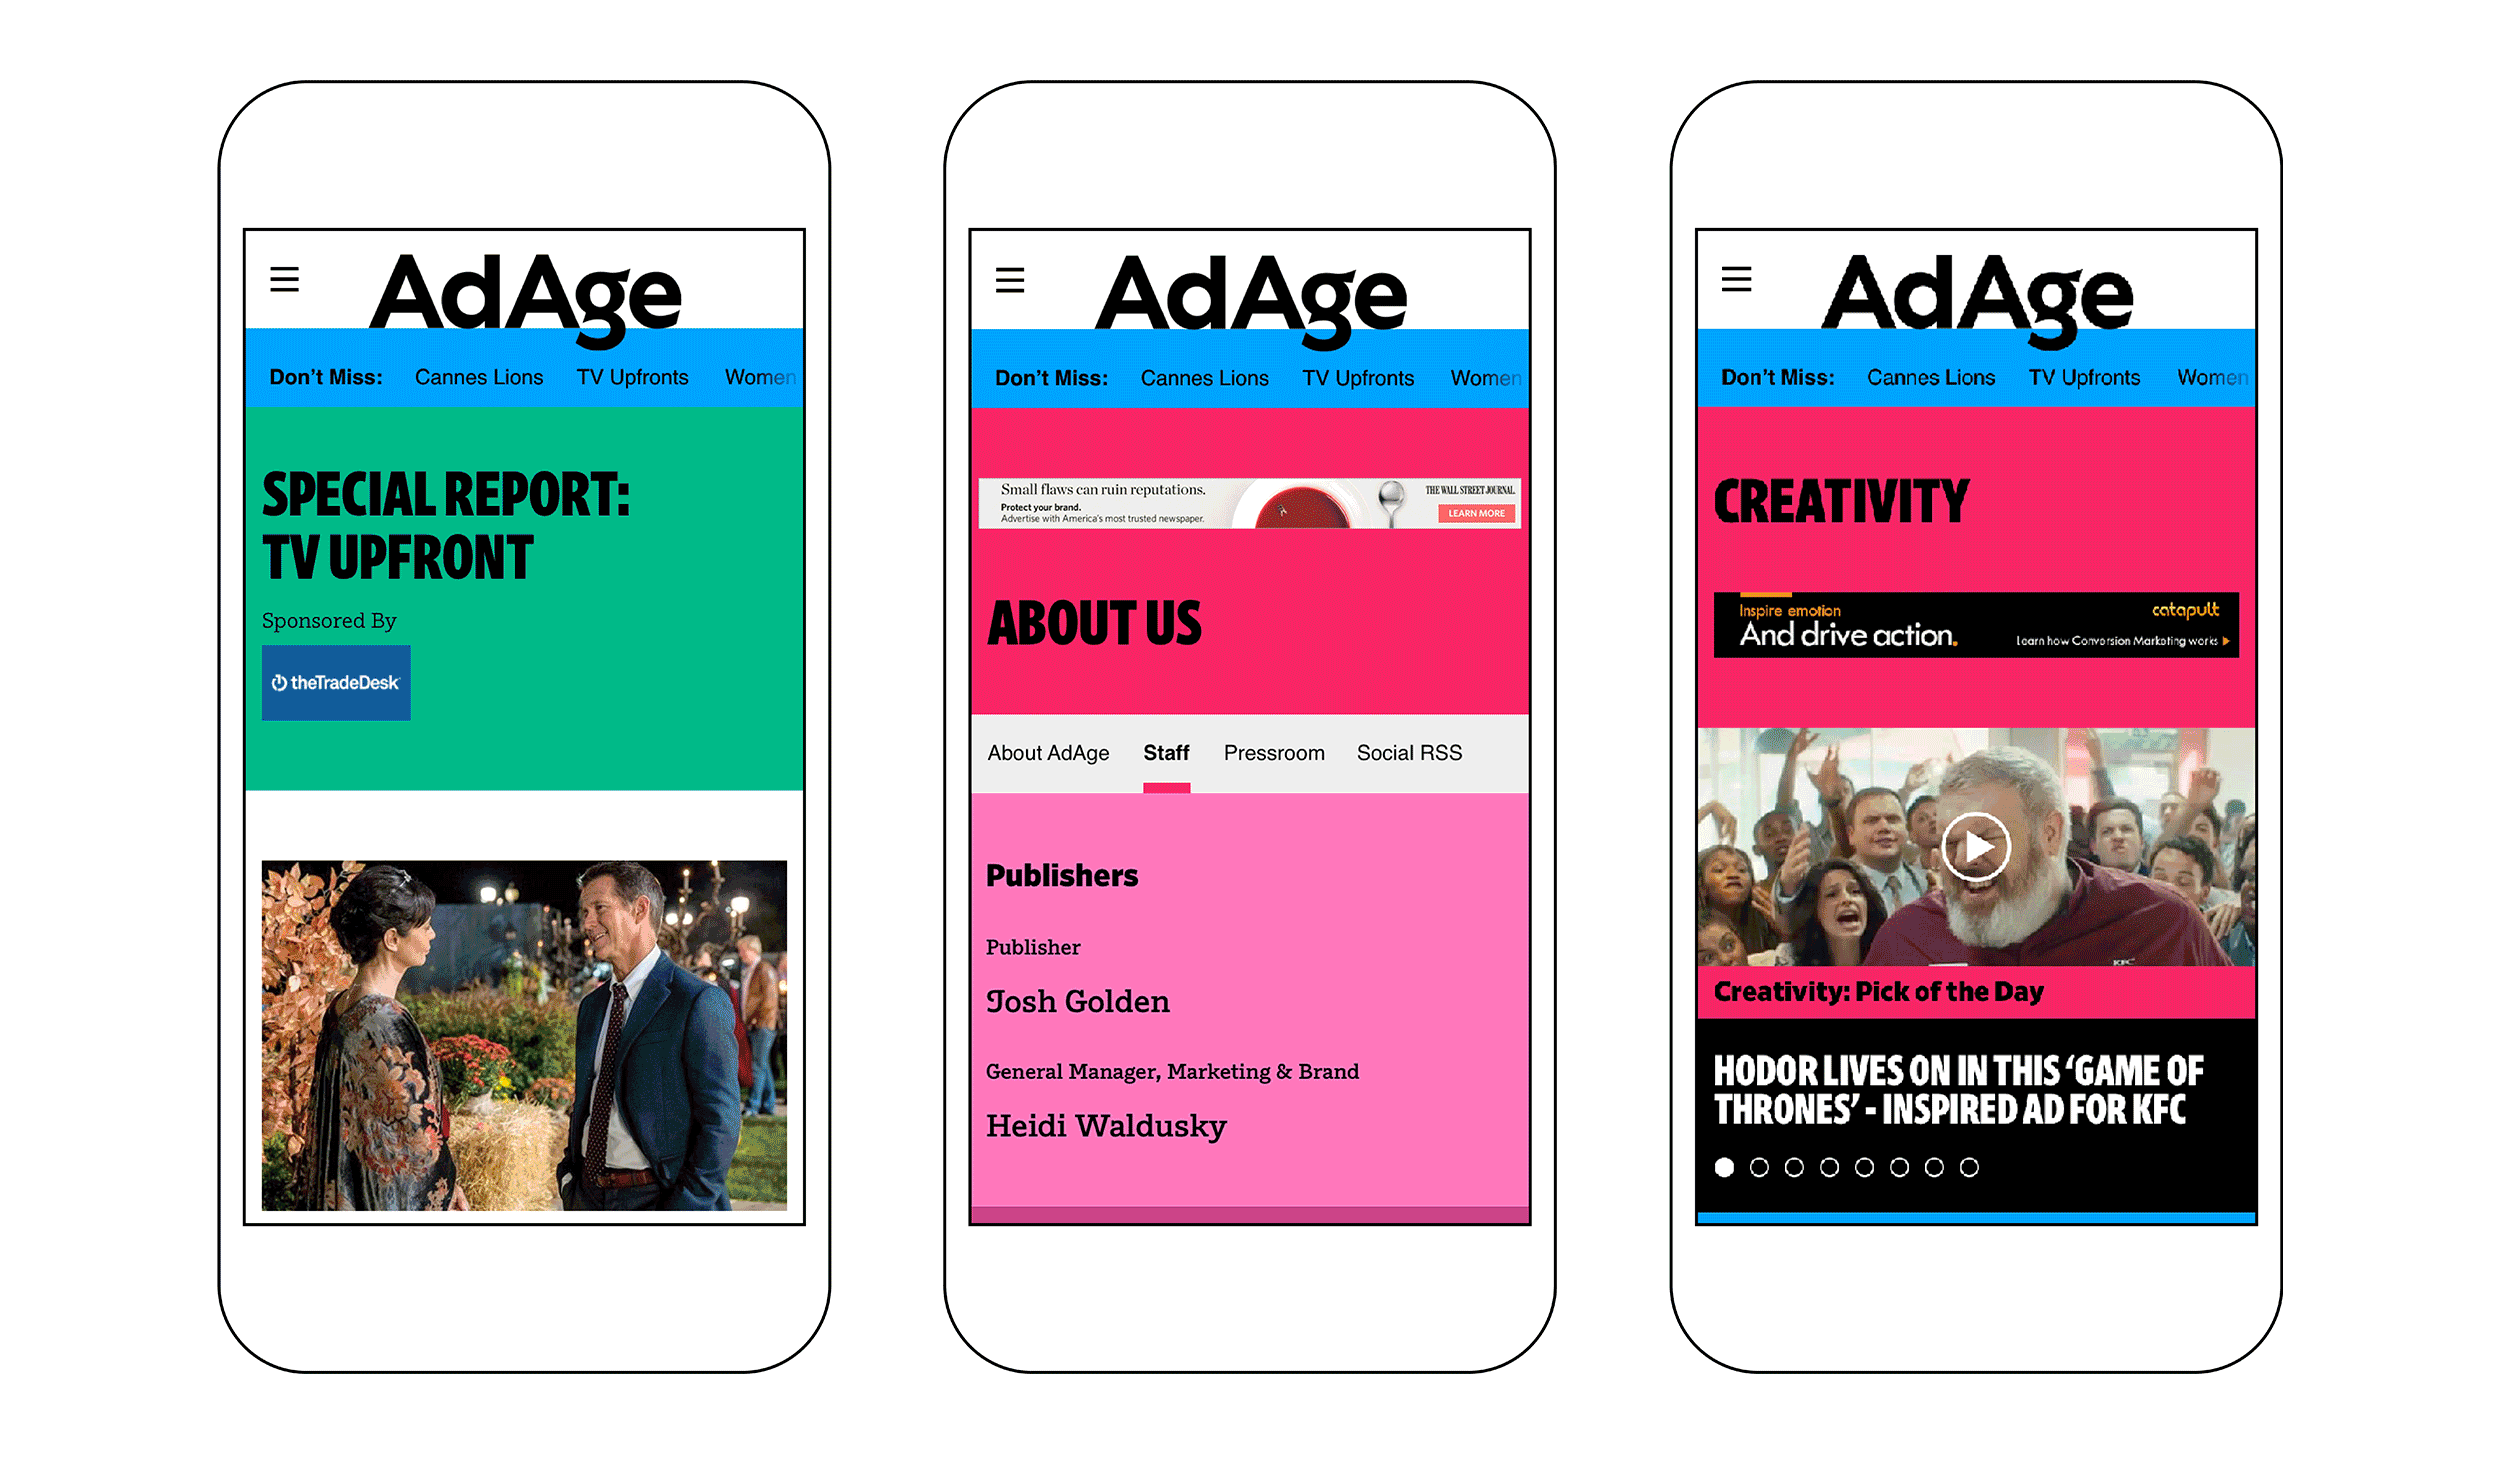 AdAge
Don't Miss: Cannes Lions TV Upfronts Women
SPECIAL REPORT:
TV UPFRONT
Sponsored By
theTradeDesk
AdAge
Don't Miss: Cannes Lions TV Upfronts Women
Small flaws can ruin reputations.
Protect your brand.
Advertise with America's most trusted newspaper.
THE WALL STREET JOURNAL.
LEARN MORE
ABOUT US
About AdAge Staff Pressroom Social RSS
Publishers
Publisher
Josh Golden
General Manager, Marketing & Brand
Heidi Waldusky
AdAge
Don't Miss: Cannes Lions TV Upfronts Women
CREATIVITY
Inspire emotion
And drive action.
catapult
Learn how Conversion Marketing works
KFC
Creativity: Pick of the Day
HODOR LIVES ON IN THIS ‘GAME OF
THRONES’ - INSPIRED AD FOR KFC